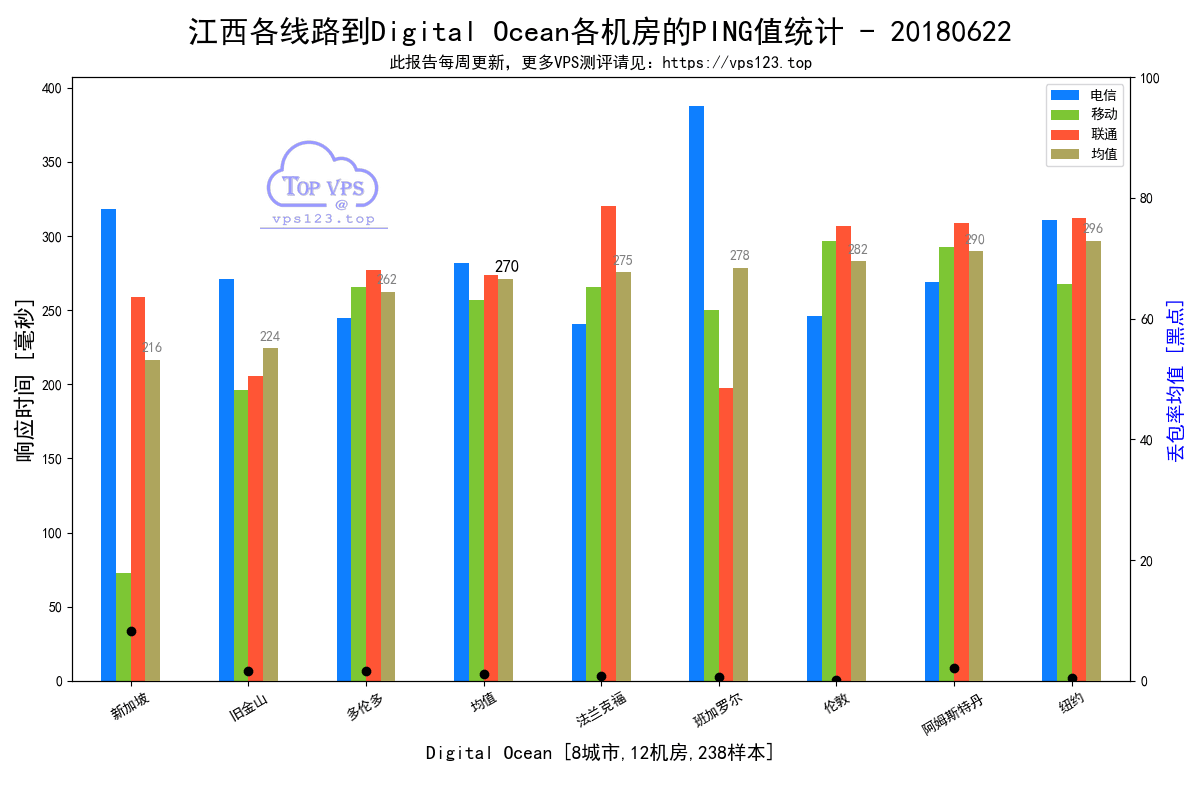 江西各线路到Digital Ocean各机房的PING值统计 - 20180622
此报告每周更新，更多VPS测评请见：https://vps123.top
响应时间 [毫秒]
400
350
300
250
200
150
100
50
0
TOP VPS
@
vps123.top
电信
移动
联通
均值
216
224
262
270
275
278
282
290
296
100
80
60
40
20
0
丢包率均值 [黑点]
新加坡
旧金山
多伦多
均值
法兰克福
班加罗尔
伦敦
阿姆斯特丹
纽约
Digital Ocean [8城市,12机房,238样本]